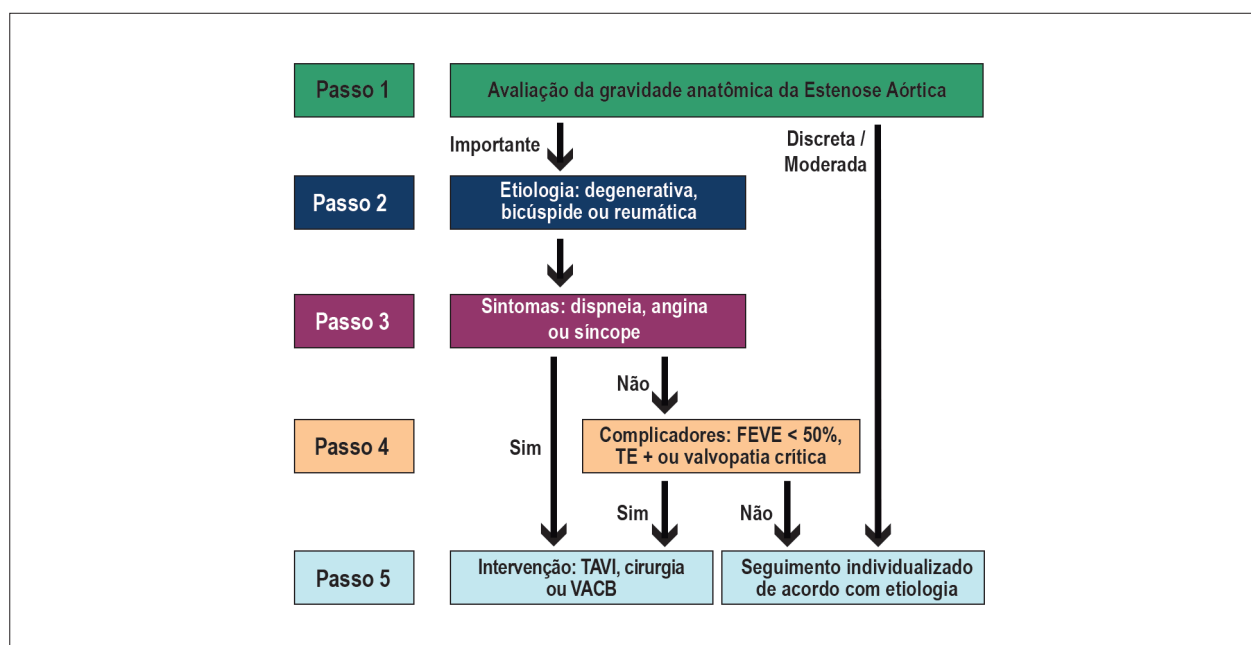 Passo 1
Avaliação da gravidade anatômica da Estenose Aórtica
Importante
Discreta /
Moderada
Passo 2
Etiologia: degenerativa,
bicúspide ou reumática
Passo 3
Sintomas: dispneia, angina
ou síncope
Não
Sim
Passo 4
Complicadores: FEVE < 50%,
TE + ou valvopatia crítica
Sim
Não
Passo 5
Intervenção: TAVI, cirurgia
ou VACB
Seguimento individualizado
de acordo com etiologia